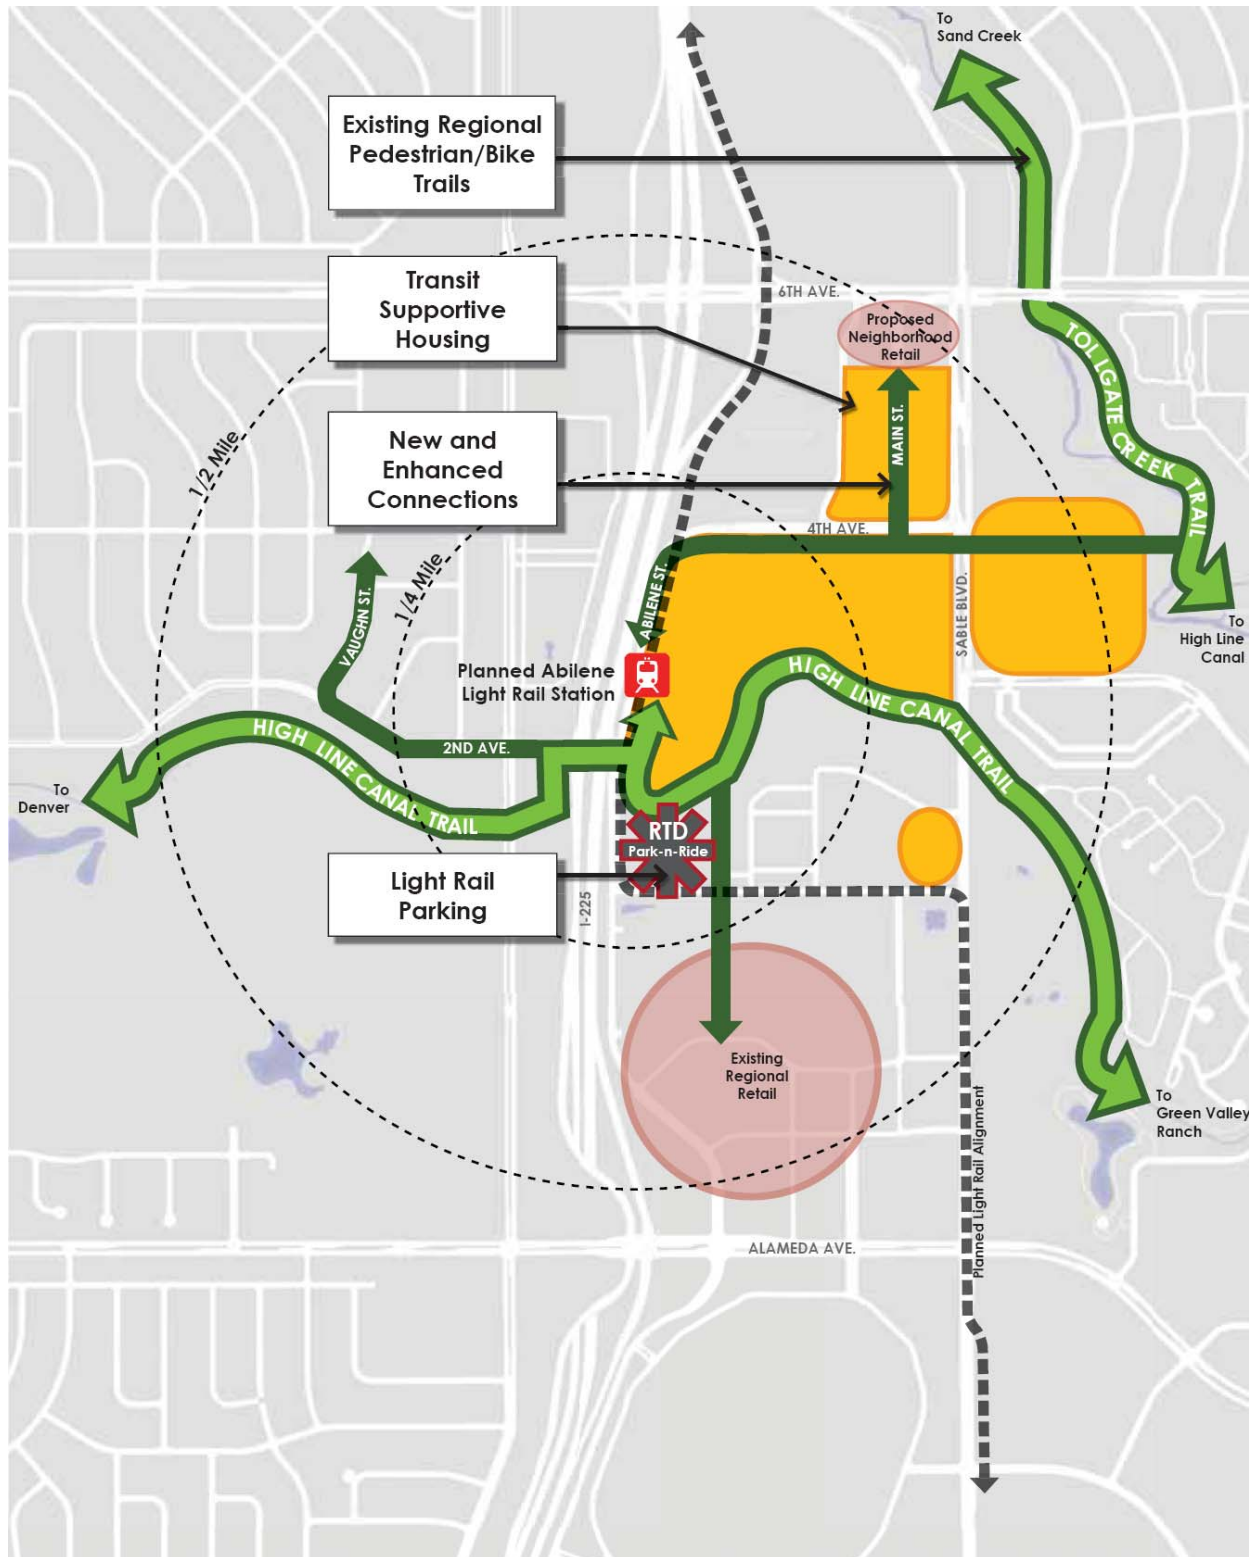 To
Sand Creek
Existing Regional
Pedestrian/Bike
Trails
Transit
Supportive
Housing
6TH AVE.
Proposed
Neighborhood
Retail
TOLLGATE CREEK TRAIL
1/2 Mile
New and
Enhanced
Connections
MAIN ST.
4TH AVE.
1/4 Mile
VAUGHN ST.
ABILENE ST.
SABLE BLVD.
To
High Line
Canal
Planned Abilene
Light Rail Station
HIGH LINE CANAL TRAIL
2ND AVE.
HIGH LINE CANAL TRAIL
To
Denver
RTD
Park-n-Ride
Light Rail
Parking
I-225
Existing
Regional
Retail
To
Green Valley
Ranch
Planned Light Rail Alignment
ALAMEDA AVE.